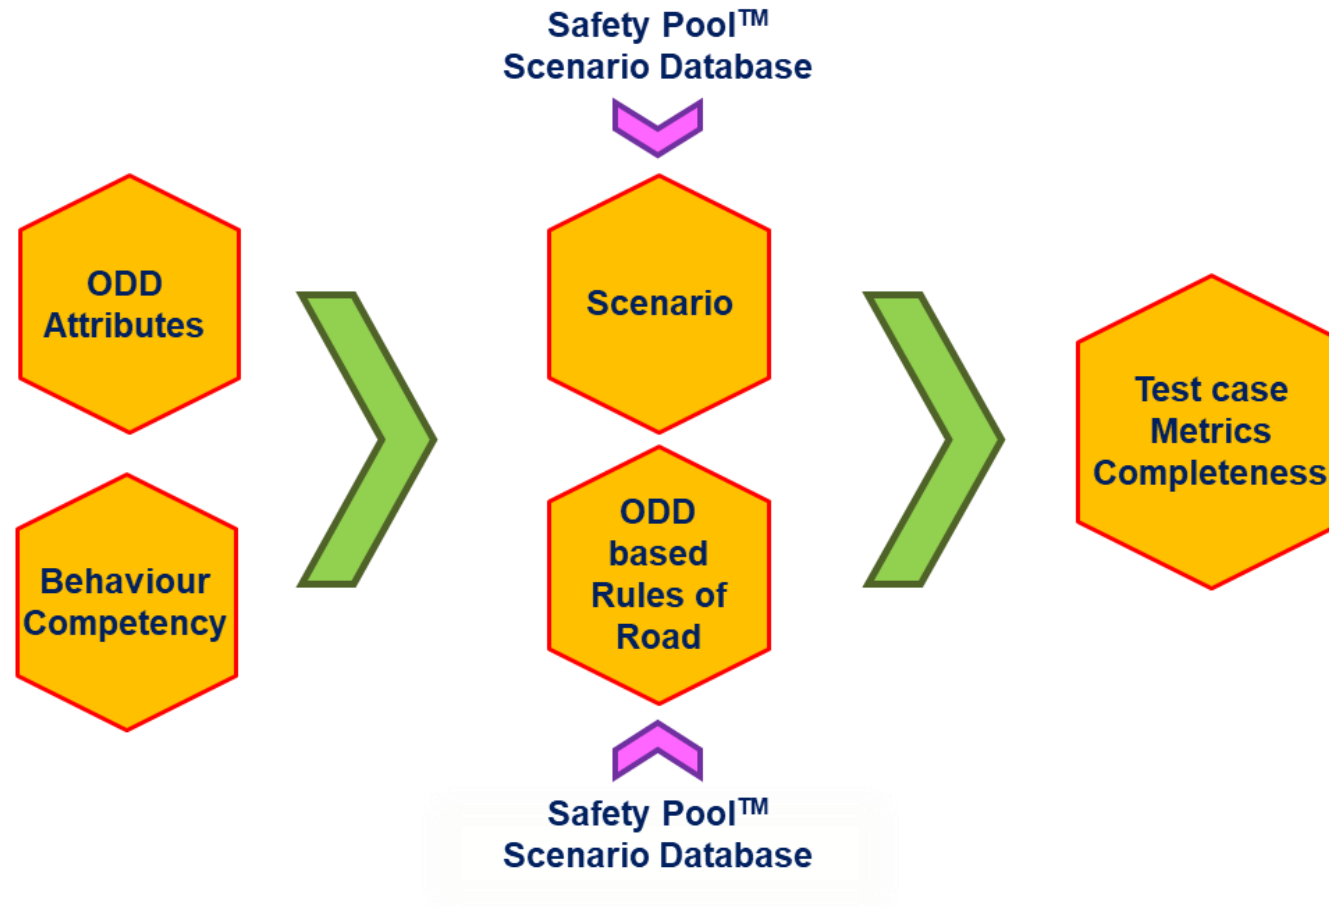 Safety Pool™
Scenario Database
ODD
Attributes
Behaviour
Competency
Scenario
ODD
based
Rules of
Road
Test case
Metrics
Completeness
Safety Pool™
Scenario Database